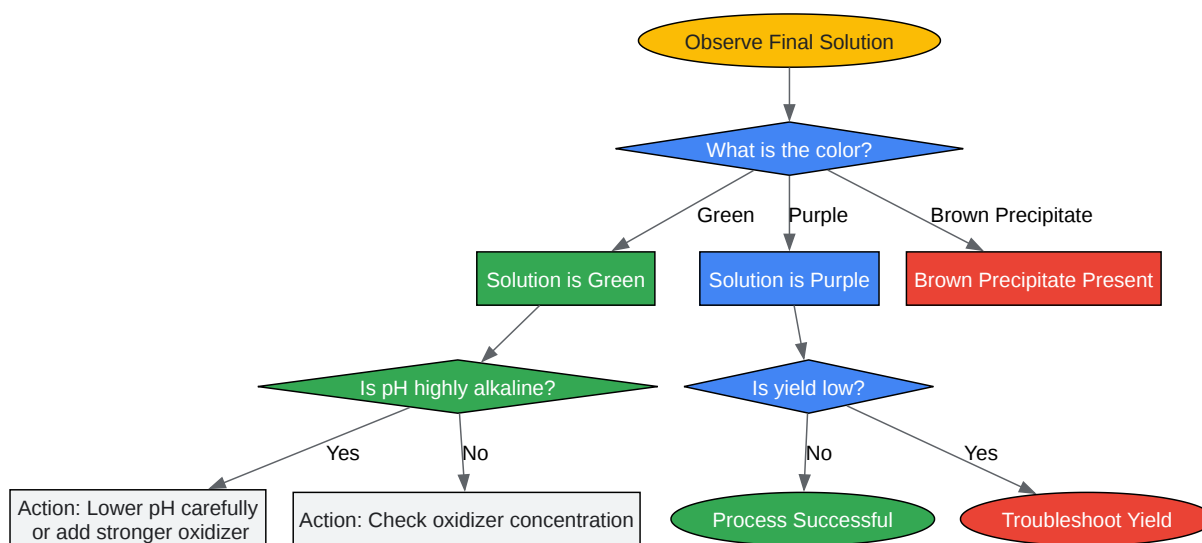 Observe Final Solution
What is the color?
Green
Purple
Brown Precipitate
Solution is Green
Solution is Purple
Brown Precipitate Present
Is pH highly alkaline?
Is yield low?
Yes
No
No
Yes
Action: Lower pH carefully
or add stronger oxidizer
Action: Check oxidizer concentration
Process Successful
Troubleshoot Yield